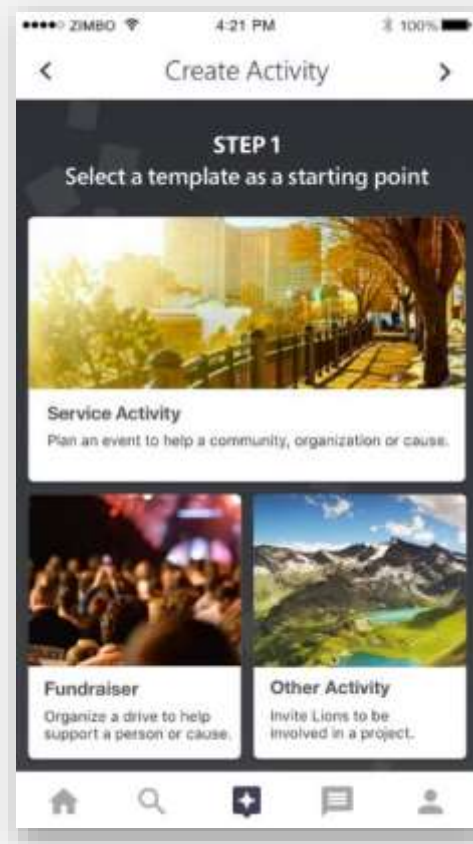 ZIMBO 4:21 PM 100%
Create Activity
STEP 1
Select a template as a starting point
Service Activity
Plan an event to help a community, organization or cause.
Fundraiser
Organize a drive to help
support a person or cause.
Other Activity
Invite Lions to be
involved in a project.